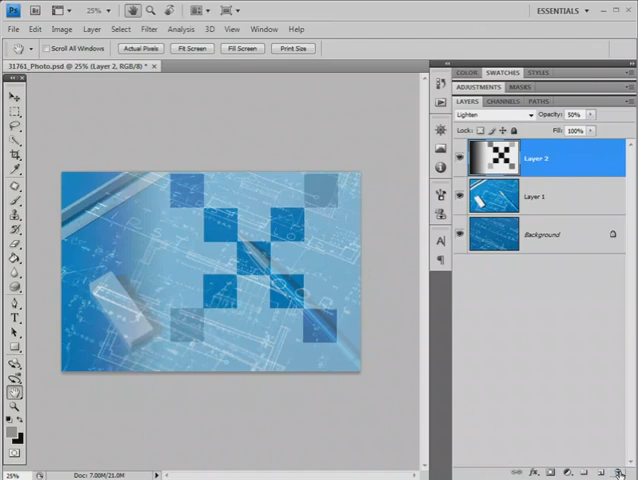 Ps 25% ESSENTIALS
File Edit Image Layer Select Filter Analysis 3D View Window Help
Scroll All Windows Actual Pixels Fit Screen Fill Screen Print Size
31761_Photo.psd @ 25% (Layer 2, RGB/8) *
COLOR SWATCHES STYLES
ADJUSTMENTS MASKS
LAYERS CHANNELS PATHS
Lighten Opacity: 50%
Lock: Fill: 100%
Layer 2
Layer 1
Background
25% Doc: 7.00M/21.0M